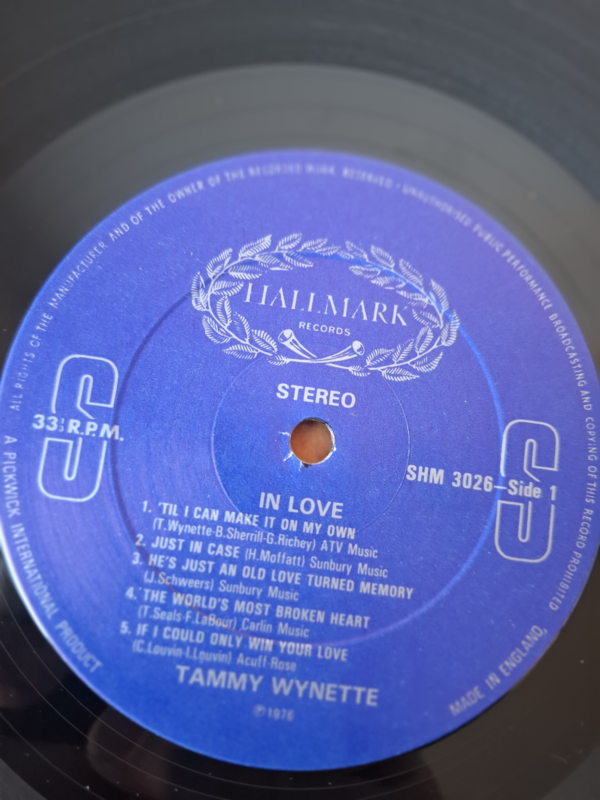 ALL RIGHTS OF THE MANUFACTURER AND OF THE OWNER OF THE RECORDED WORK RESERVED · UNAUTHORISED PUBLIC PERFORMANCE BROADCASTING AND COPYING OF THIS RECORD PROHIBITED
HALLMARK
RECORDS
STEREO
33⅓ R.P.M.
S
S
SHM 3026-Side 1
IN LOVE
1. 'TIL I CAN MAKE IT ON MY OWN
(T.Wynette-B.Sherrill-G.Richey) ATV Music
2. JUST IN CASE (H.Moffatt) Sunbury Music
3. HE'S JUST AN OLD LOVE TURNED MEMORY
(J.Schweers) Sunbury Music
4. THE WORLD'S MOST BROKEN HEART
(T.Seals-F.LaBour) Carlin Music
5. IF I COULD ONLY WIN YOUR LOVE
(C.Louvin-I.Louvin) Acuff-Rose
TAMMY WYNETTE
℗1976
A PICKWICK INTERNATIONAL PRODUCT
MADE IN ENGLAND,